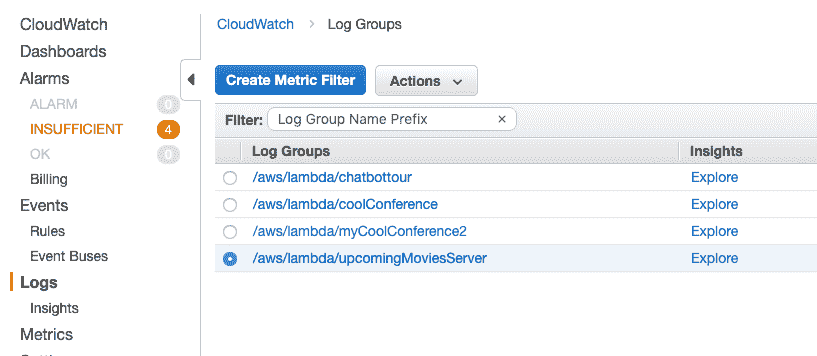 CloudWatch
Dashboards
Alarms
ALARM 0
INSUFFICIENT 4
OK 0
Billing
Events
Rules
Event Buses
Logs
Insights
Metrics
CloudWatch > Log Groups
Create Metric Filter Actions
Filter: Log Group Name Prefix ×
Log Groups Insights
/aws/lambda/chatbottour Explore
/aws/lambda/coolConference Explore
/aws/lambda/myCoolConference2 Explore
/aws/lambda/upcomingMoviesServer Explore